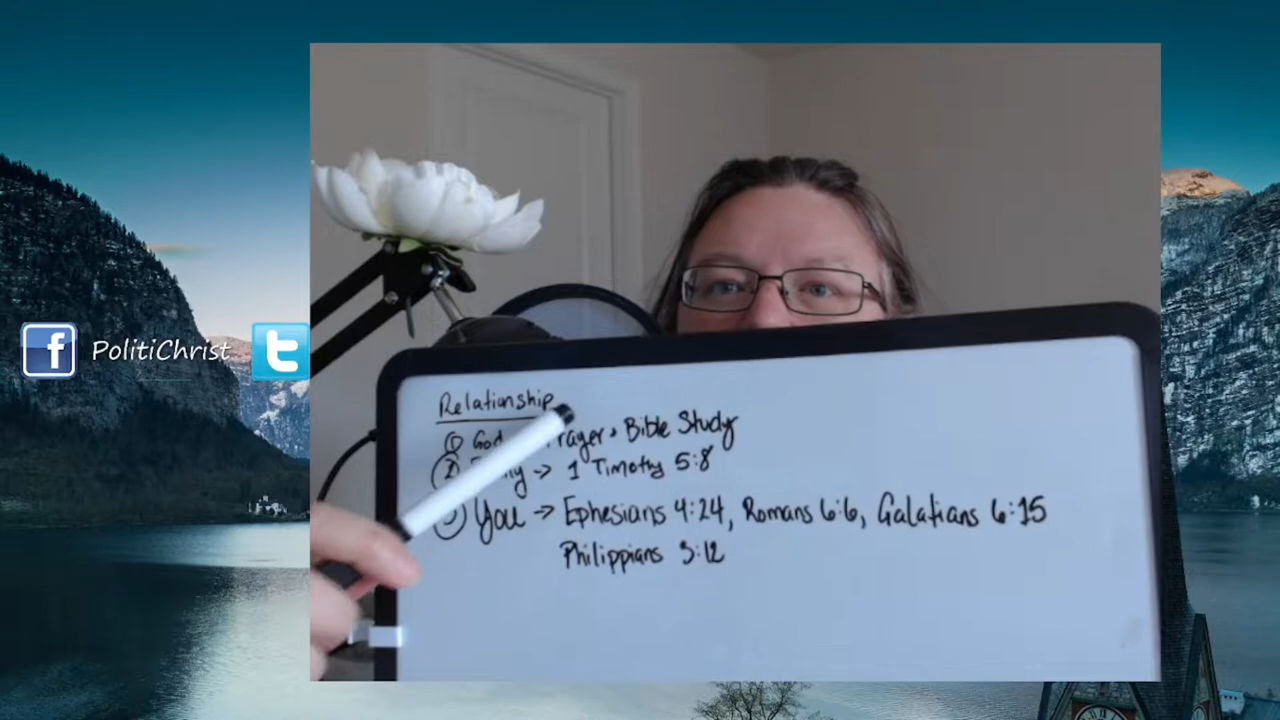 PolitiChrist
Relationship
① God Prayer · Bible Study
② → 1 Timothy 5:8
You → Ephesians 4:24, Romans 6:6, Galatians 6:15
Philippians 3:12